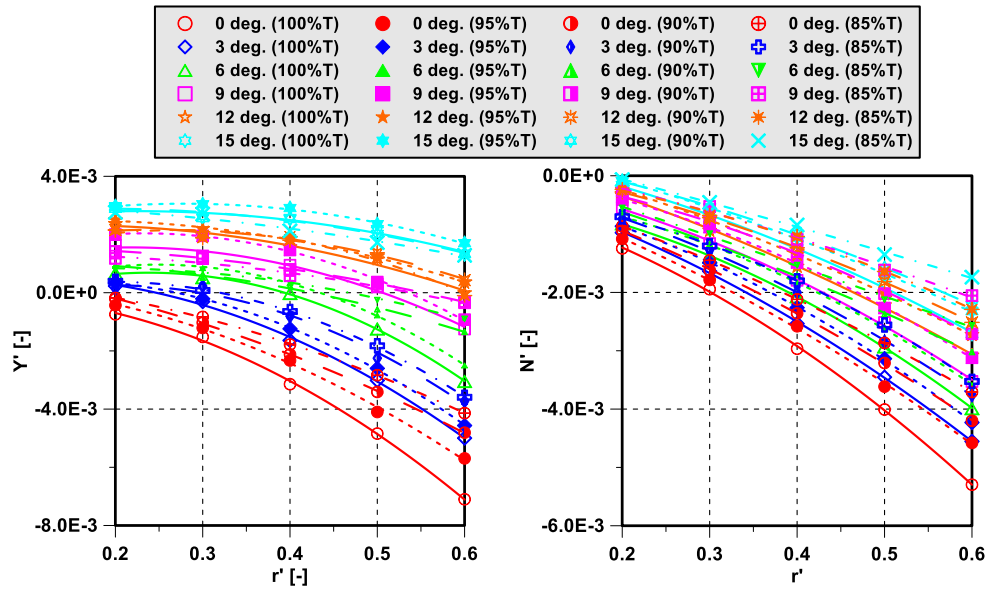 0 deg. (100%T) 0 deg. (95%T) 0 deg. (90%T) 0 deg. (85%T)
3 deg. (100%T) 3 deg. (95%T) 3 deg. (90%T) 3 deg. (85%T)
6 deg. (100%T) 6 deg. (95%T) 6 deg. (90%T) 6 deg. (85%T)
9 deg. (100%T) 9 deg. (95%T) 9 deg. (90%T) 9 deg. (85%T)
12 deg. (100%T) 12 deg. (95%T) 12 deg. (90%T) 12 deg. (85%T)
15 deg. (100%T) 15 deg. (95%T) 15 deg. (90%T) 15 deg. (85%T)
4.0E-3
0.0E+0
-4.0E-3
-8.0E-3
Y' [-]
0.2 0.3 0.4 0.5 0.6
r' [-]
0.0E+0
-2.0E-3
-4.0E-3
-6.0E-3
N' [-]
0.2 0.3 0.4 0.5 0.6
r'